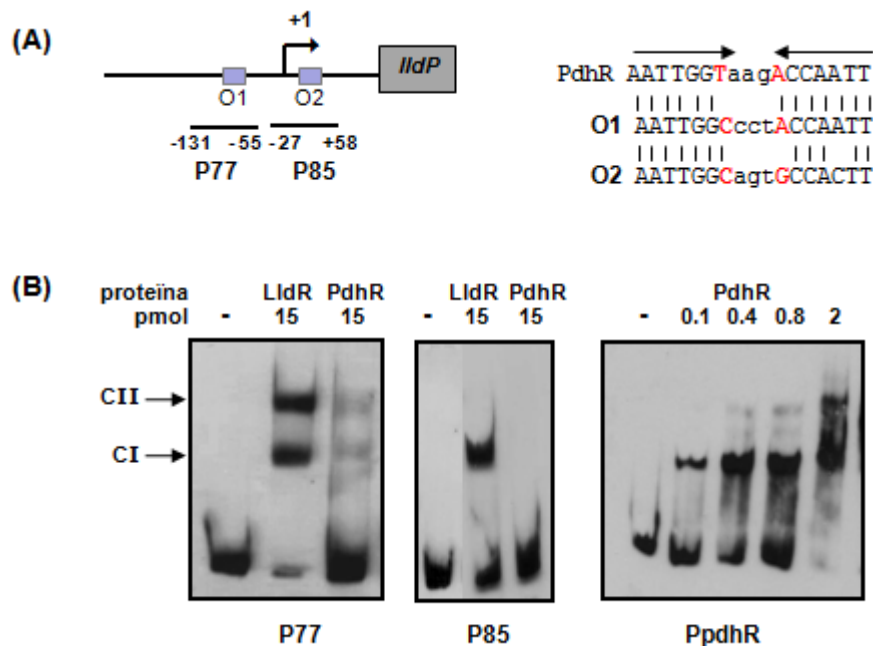 (A)
+1
lldP
O1
O2
-131
-55
-27
+58
P77
P85
PdhR AATTGGTaagACCAATT
O1 AATTGGCcctACCAATT
O2 AATTGGCagtGCCACTT
(B)
proteïna
pmol
-
LldR
15
PdhR
15
-
LldR
15
PdhR
15
PdhR
- 0.1 0.4 0.8 2
CII
CI
P77
P85
PpdhR